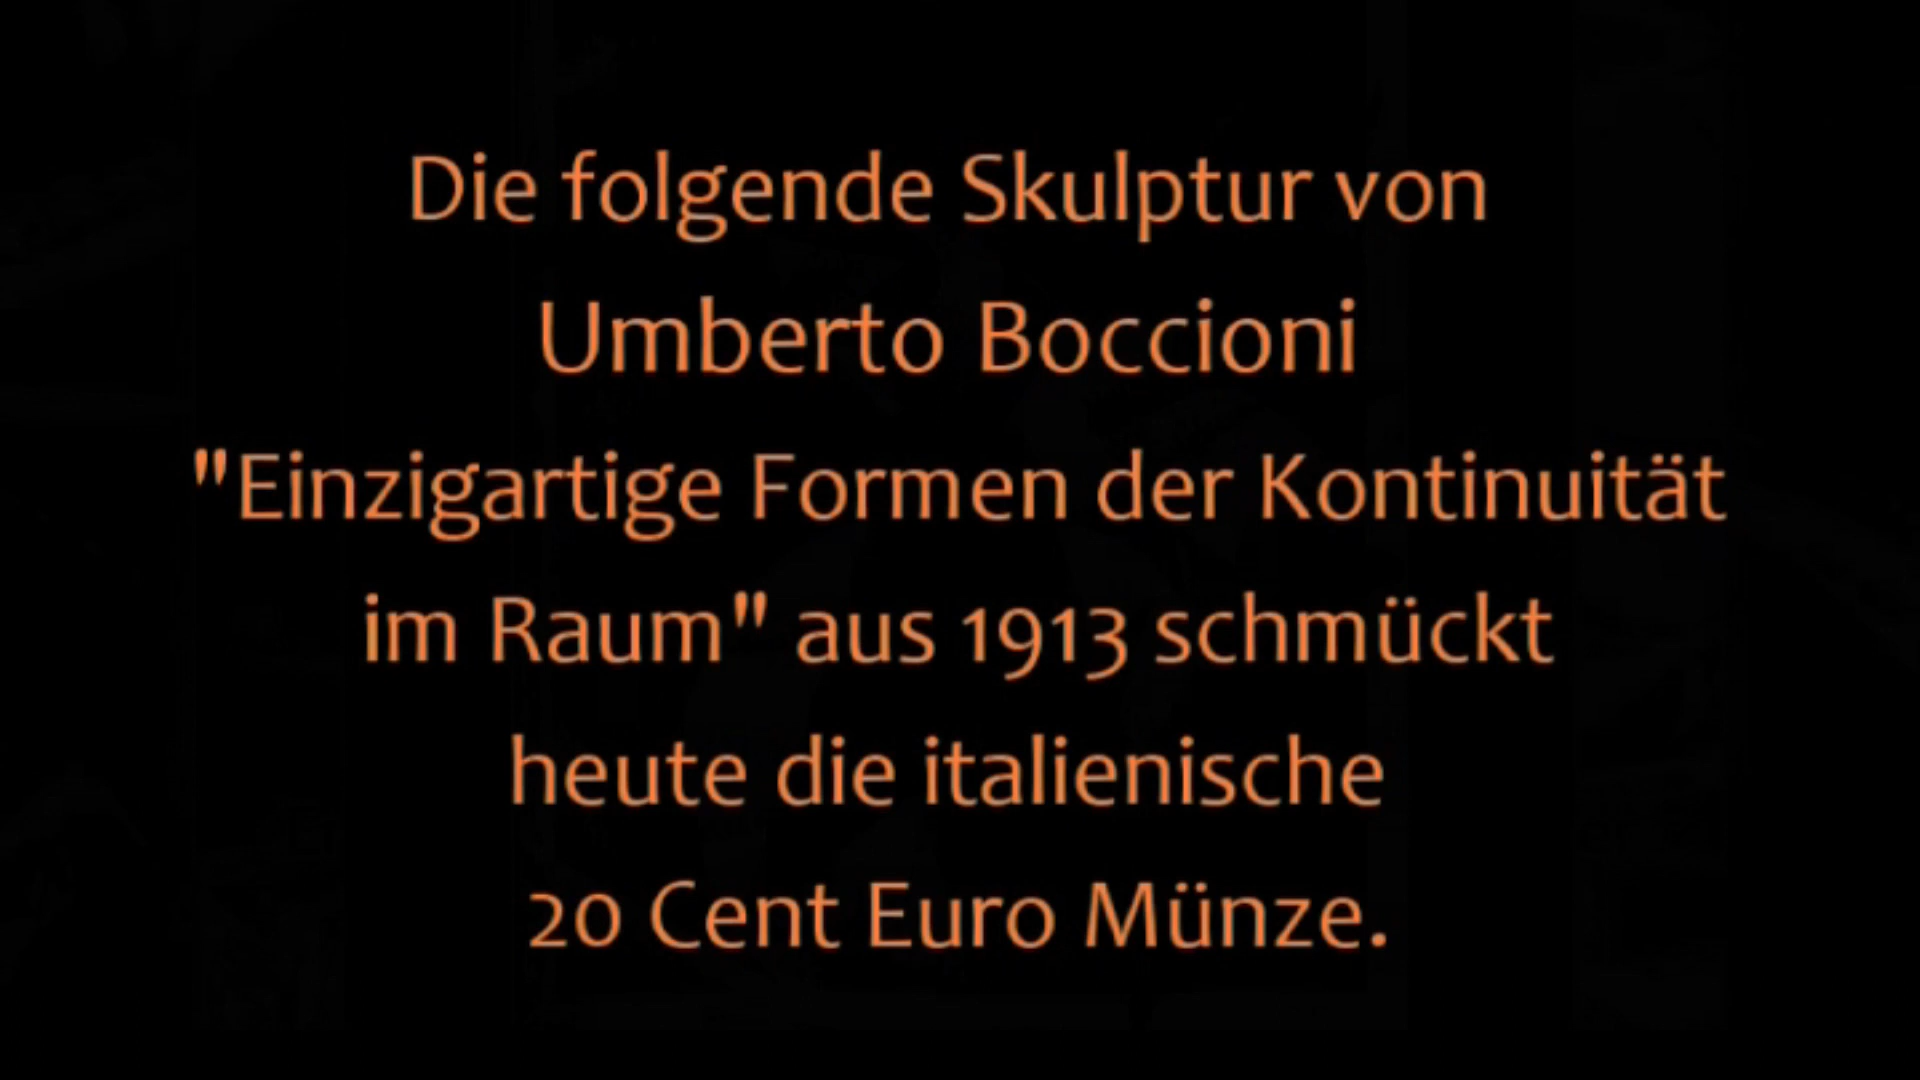 Die folgende Skulptur von
Umberto Boccioni
"Einzigartige Formen der Kontinuität
im Raum" aus 1913 schmückt
heute die italienische
20 Cent Euro Münze.